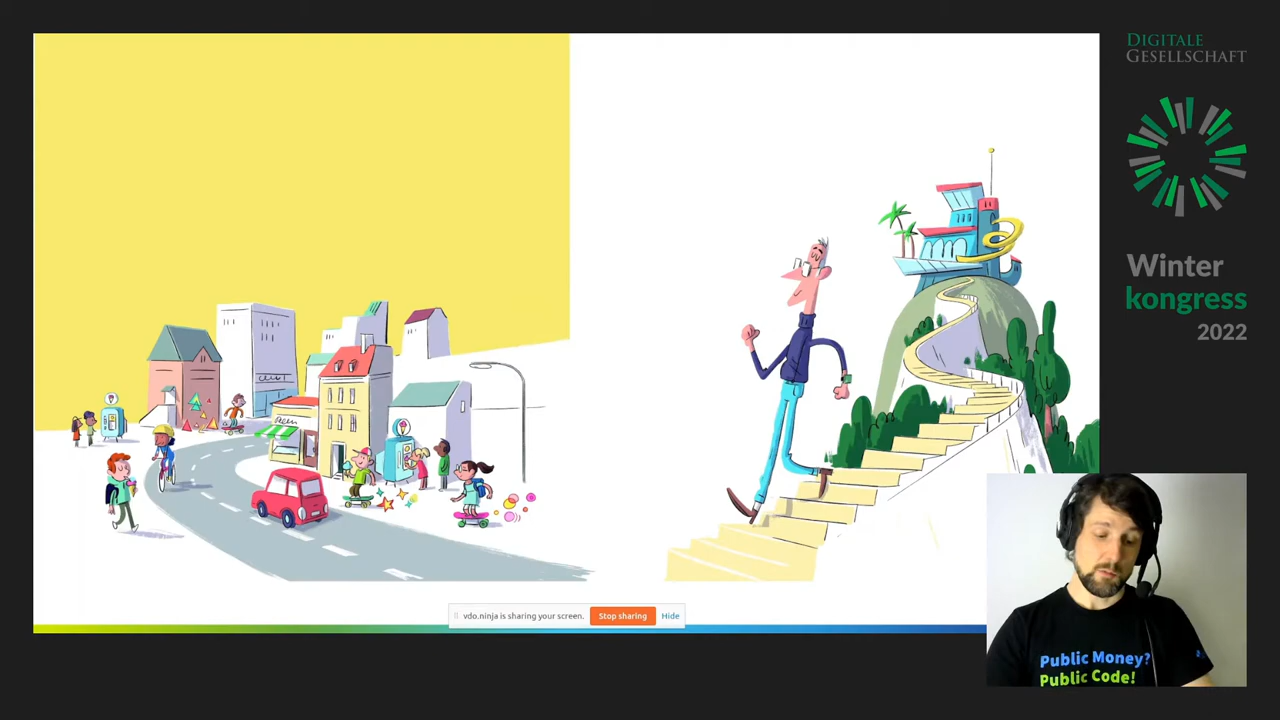 DIGITALE
GESELLSCHAFT
Winter
kongress
2022
vdo.ninja is sharing your screen.
Stop sharing
Hide
Public Money?
Public Code!